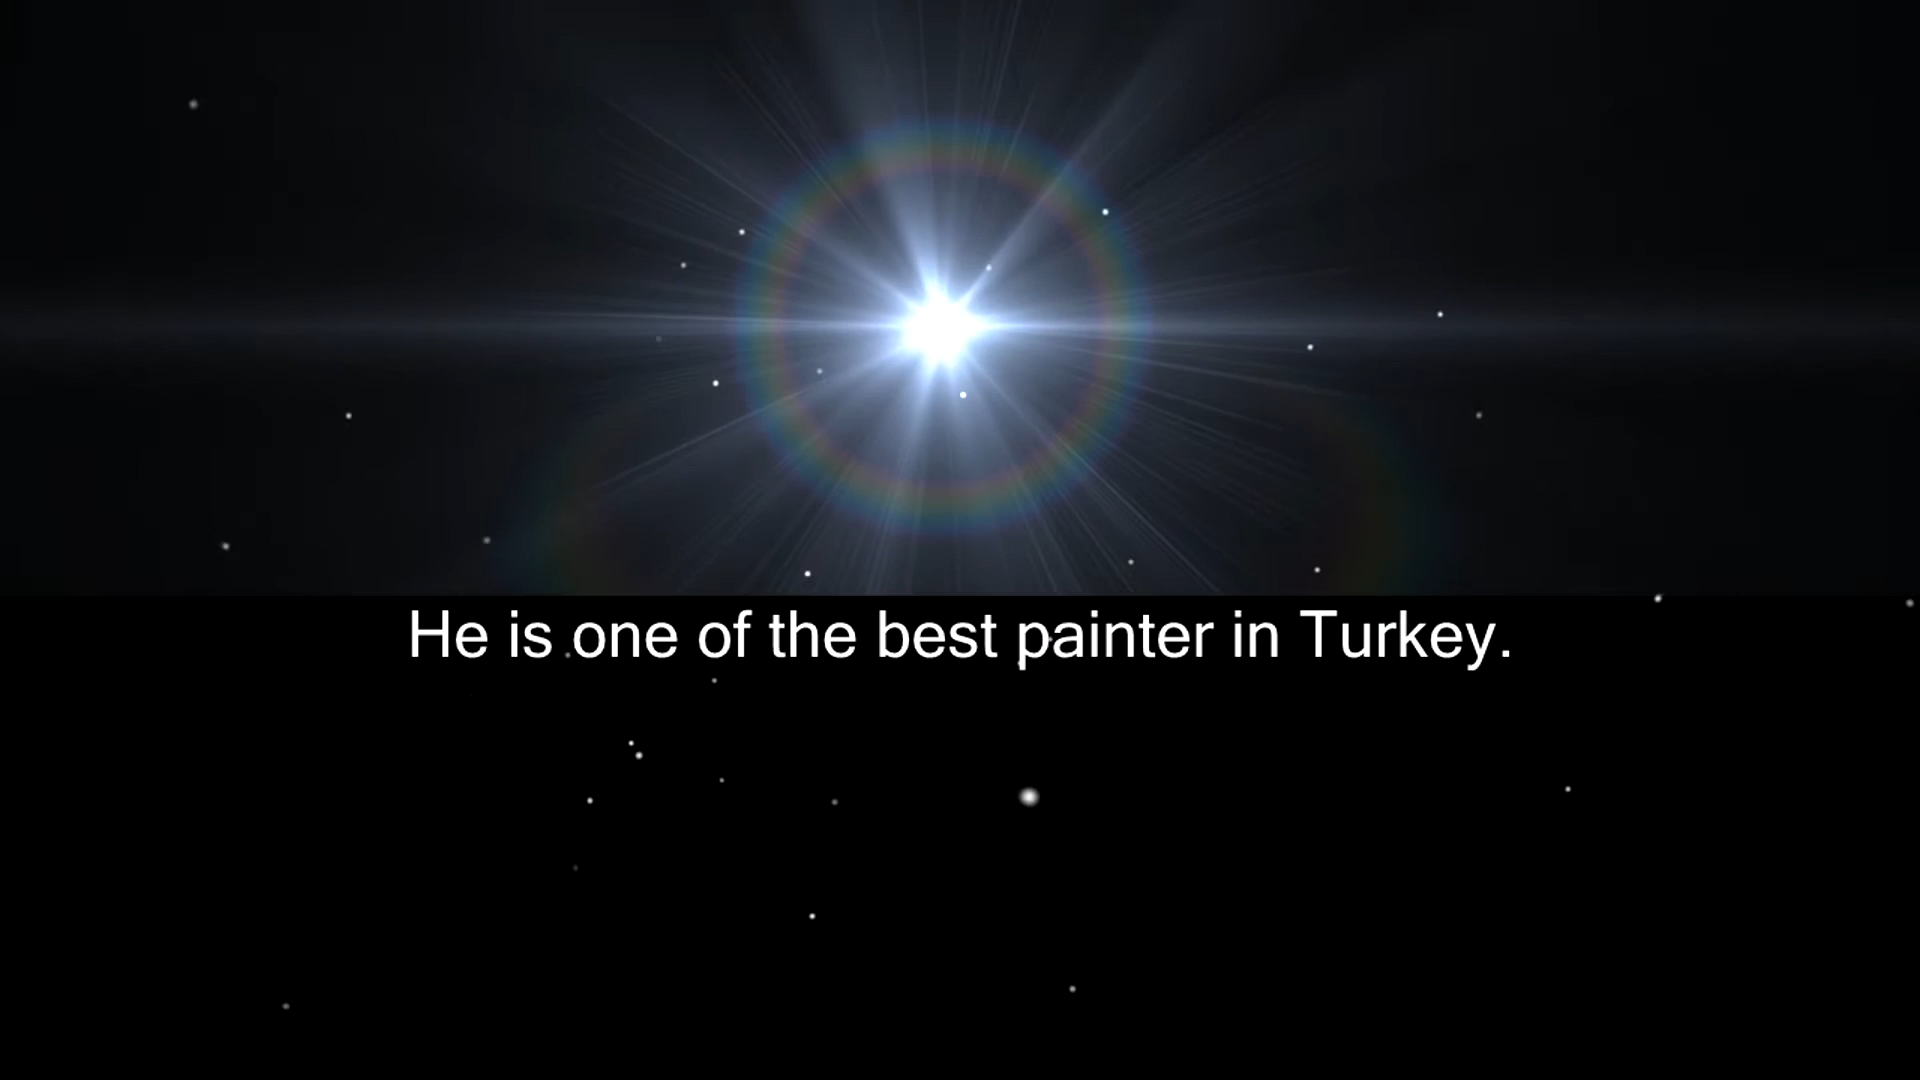 He is one of the best painter in Turkey.